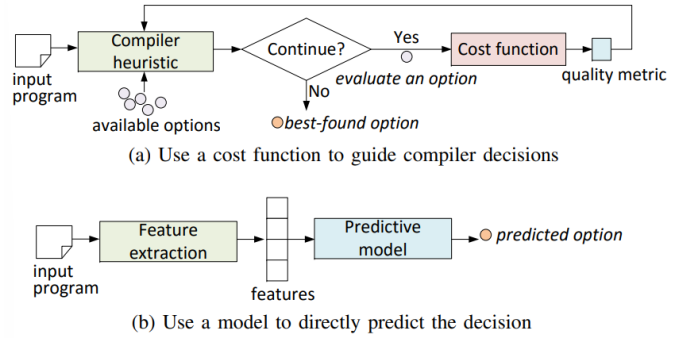 Compiler
heuristic
Continue?
Yes
Cost function
input
program
evaluate an option
quality metric
No
available options
best-found option
(a) Use a cost function to guide compiler decisions
Feature
extraction
Predictive
model
predicted option
input
program
features
(b) Use a model to directly predict the decision